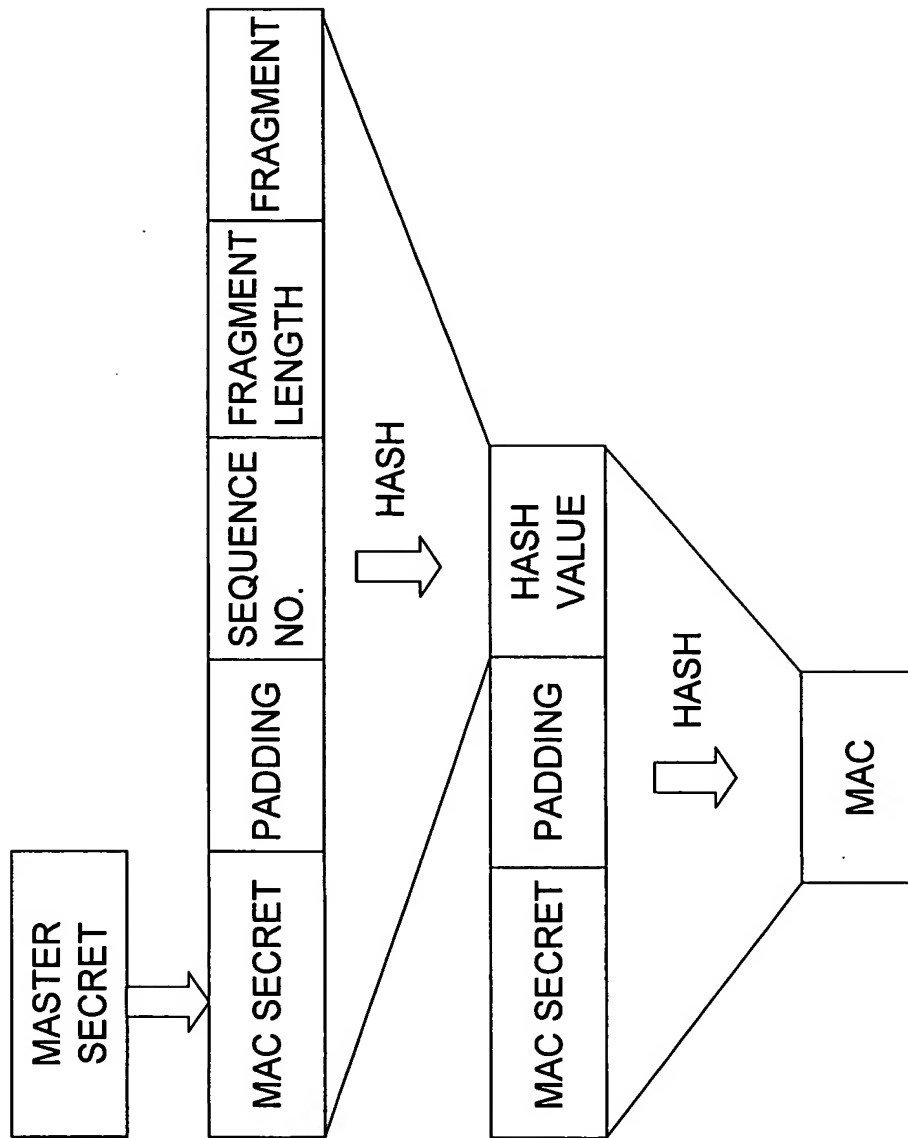 MASTER
SECRET
MAC SECRET
PADDING
SEQUENCE
NO.
FRAGMENT
LENGTH
FRAGMENT
HASH
MAC SECRET
PADDING
HASH
VALUE
HASH
MAC